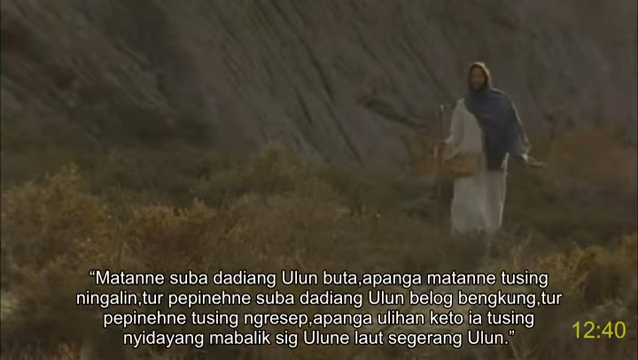 “Matanne suba dadiang Ulun buta,apanga matanne tusing
ningalin,tur pepinehne suba dadiang Ulun belog bengkung,tur
pepinehne tusing ngresep,apanga ulihan keto ia tusing
nyidayang mabalik sig Ulune laut segerang Ulun.”
12:40